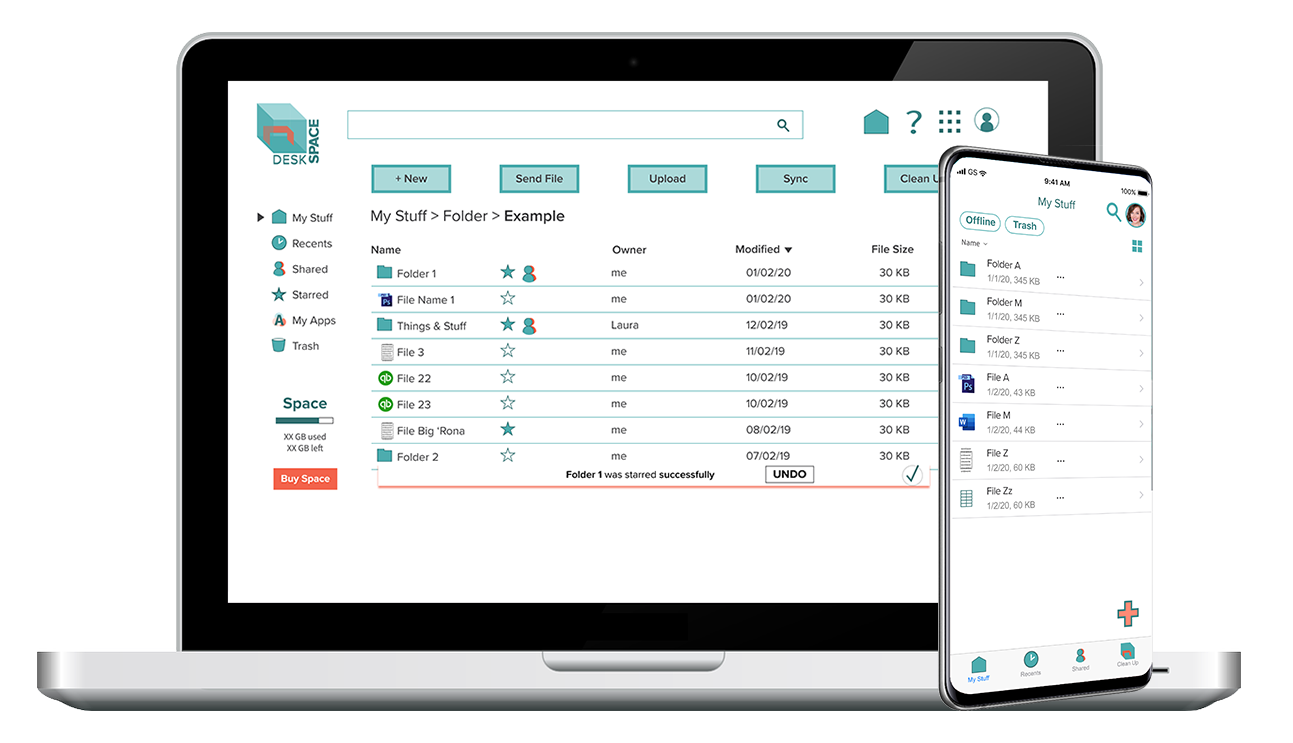 DESK SPACE
+ New
Send File
Upload
Sync
Clean U
My Stuff
Recents
Shared
Starred
My Apps
Trash
Space
XX GB used
XX GB left
Buy Space
My Stuff > Folder > Example
Name Owner Modified ▼ File Size
Folder 1 me 01/02/20 30 KB
Ps File Name 1 me 01/02/20 30 KB
Things & Stuff Laura 12/02/19 30 KB
File 3 me 11/02/19 30 KB
qb File 22 me 10/02/19 30 KB
qb File 23 me 10/02/19 30 KB
File Big ‘Rona me 08/02/19 30 KB
Folder 2 me 07/02/19 30 KB
Folder 1 was starred successfully UNDO
GS 9:41 AM 100%
My Stuff
Offline Trash
Name
Folder A
1/1/20, 345 KB ...
Folder M
1/1/20, 345 KB ...
Folder Z
1/1/20, 345 KB ...
Ps File A
1/2/20, 43 KB ...
W File M
1/2/20, 44 KB ...
File Z
1/2/20, 60 KB ...
File Zz
1/2/20, 60 KB ...
My Stuff Recents Shared Clean Up